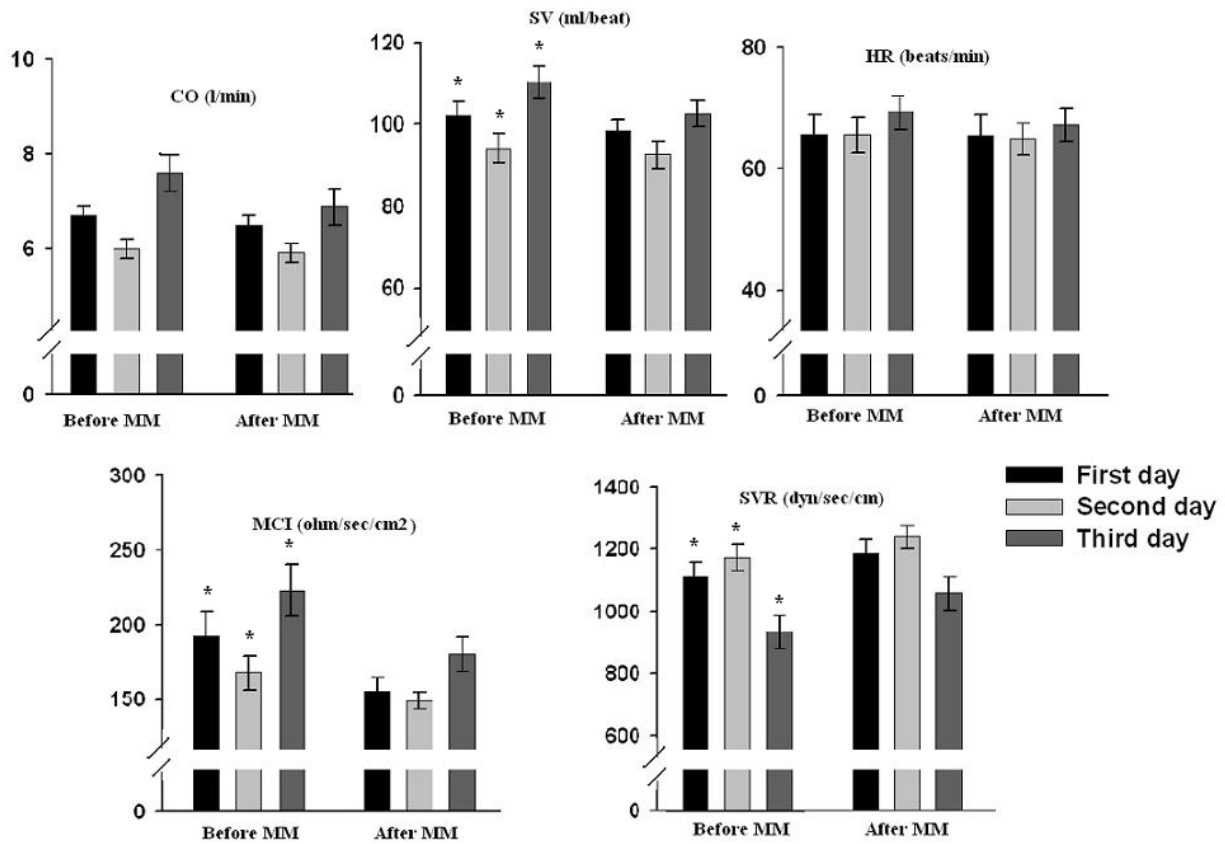 CO (l/min)
10
8
6
0
Before MM
After MM
SV (ml/beat)
120
100
80
60
0
*
*
*
Before MM
After MM
HR (beats/min)
80
60
40
0
Before MM
After MM
MCI (ohm/sec/cm2)
300
250
200
150
0
*
*
*
Before MM
After MM
SVR (dyn/sec/cm)
1400
1200
1000
800
600
0
*
*
*
Before MM
After MM
First day
Second day
Third day